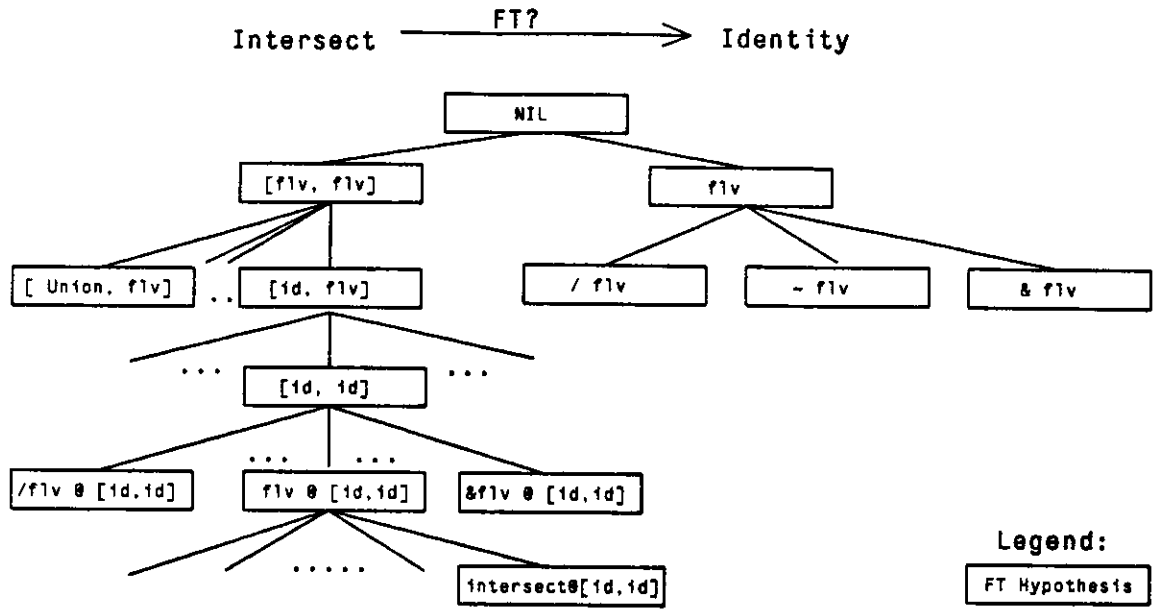 FT?
Intersect Identity
NIL
[flv, flv] flv
[ Union, flv] .. [id, flv] / flv ~ flv & flv
... ...
[id, id]
... ...
/flv @ [id,id] flv @ [id,id] &flv @ [id,id]
.....
intersect@[id,id]
Legend:
FT Hypothesis